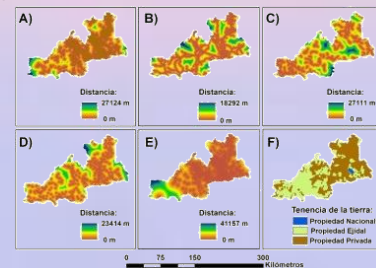 A)
Distancia:
27124 m
0 m
B)
Distancia:
18292 m
0 m
C)
Distancia:
27111 m
0 m
D)
Distancia:
23414 m
0 m
E)
Distancia:
41157 m
0 m
F)
Tenencia de la tierra:
Propiedad Nacional
Propiedad Ejidal
Propiedad Privada
0 75 150 300
Kilómetros